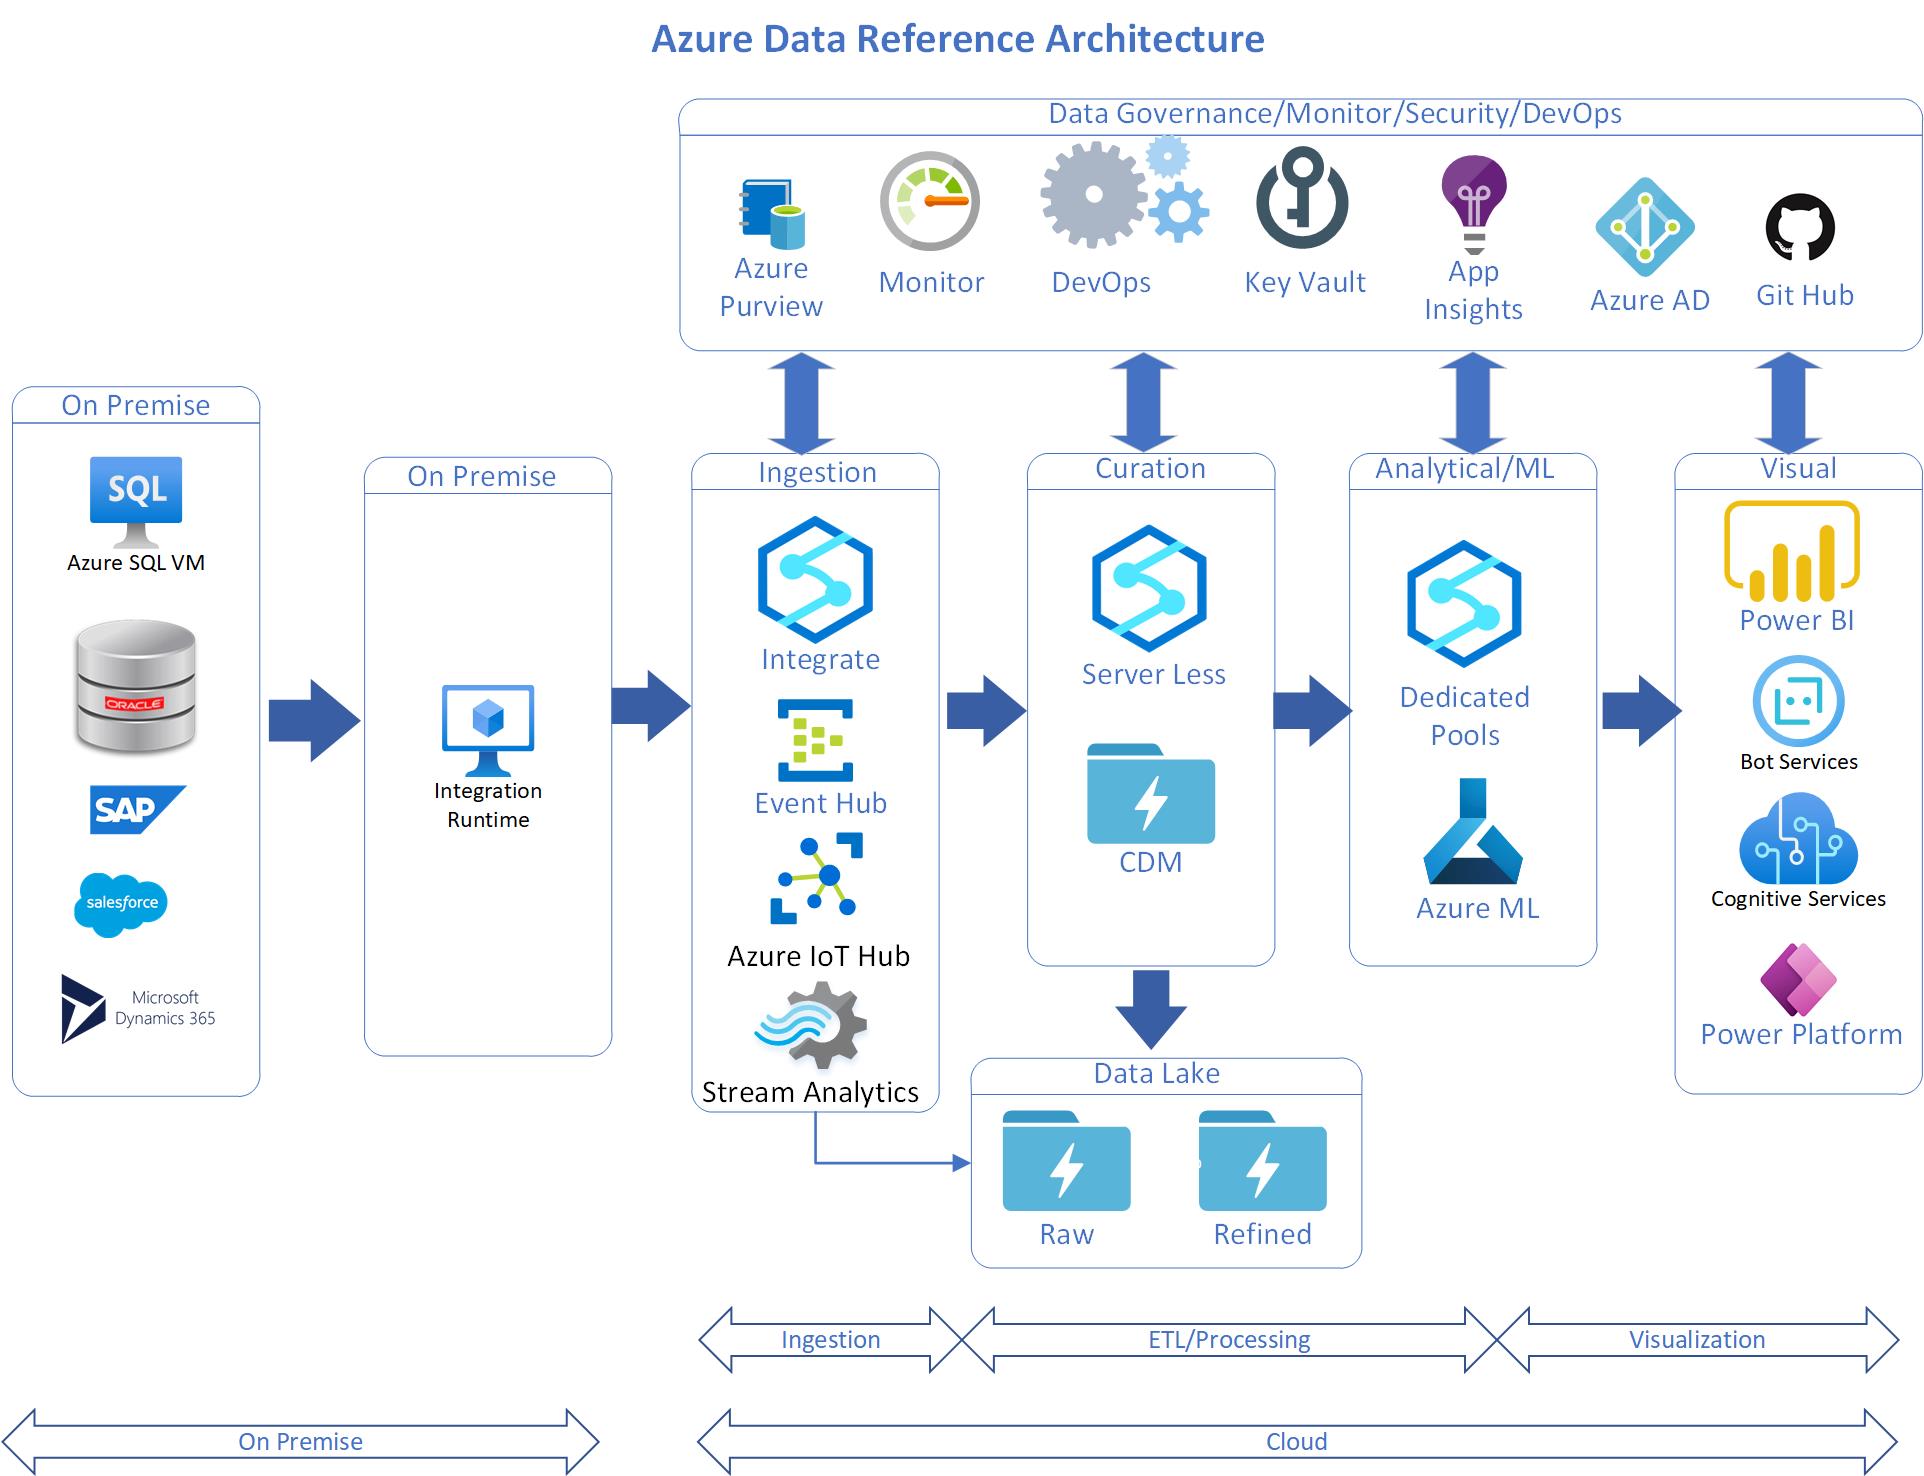 Azure Data Reference Architecture
Data Governance/Monitor/Security/DevOps
Azure
Purview
Monitor
DevOps
Key Vault
App
Insights
Azure AD
Git Hub
On Premise
SQL
Azure SQL VM
ORACLE
SAP
salesforce
Microsoft
Dynamics 365
On Premise
Integration
Runtime
Ingestion
Integrate
Event Hub
Azure IoT Hub
Stream Analytics
Curation
Server Less
CDM
Analytical/ML
Dedicated
Pools
Azure ML
Visual
Power BI
Bot Services
Cognitive Services
Power Platform
Data Lake
Raw
Refined
Ingestion
ETL/Processing
Visualization
On Premise
Cloud